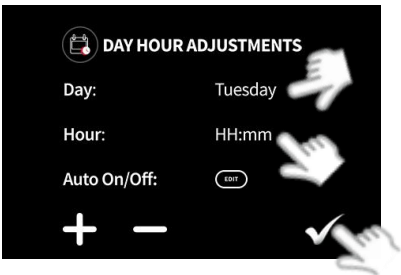 DAY HOUR ADJUSTMENTS
Day: Tuesday
Hour: HH:mm
Auto On/Off: EDIT
+ −